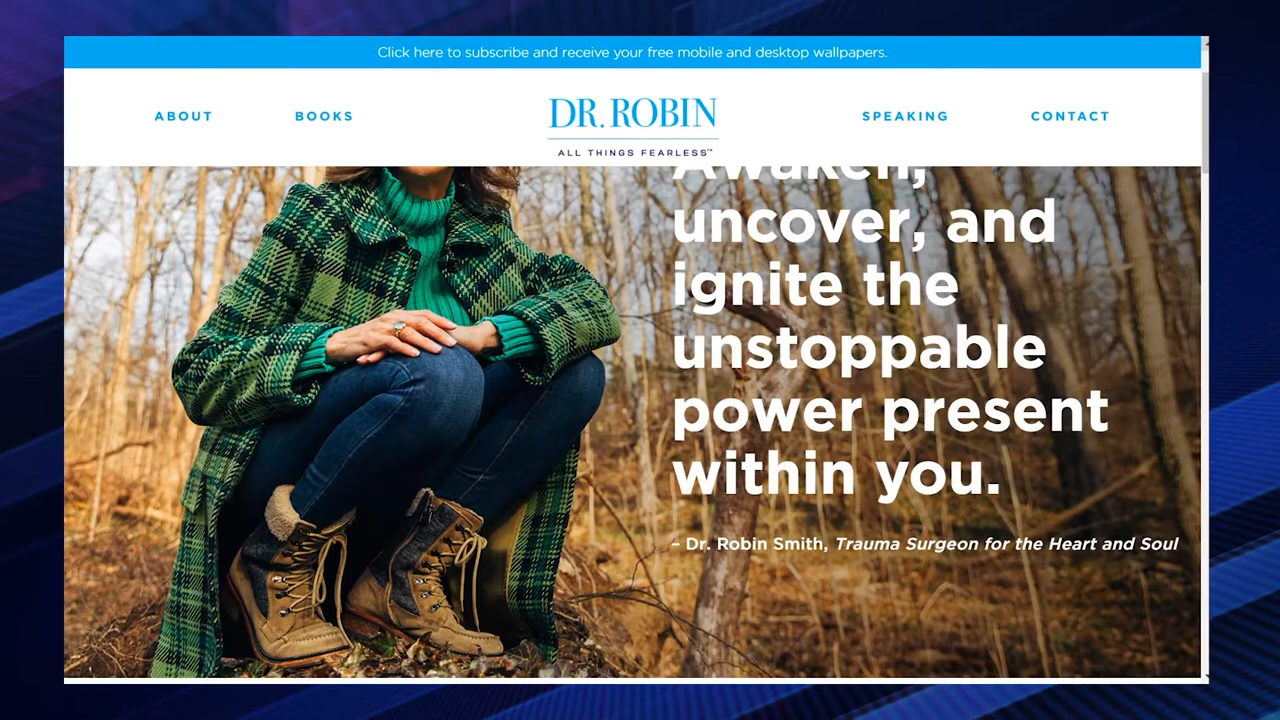 Click here to subscribe and receive your free mobile and desktop wallpapers.
ABOUT
BOOKS
DR. ROBIN
ALL THINGS FEARLESS™
SPEAKING
CONTACT
Awaken,
uncover, and
ignite the
unstoppable
power present
within you.
– Dr. Robin Smith, Trauma Surgeon for the Heart and Soul